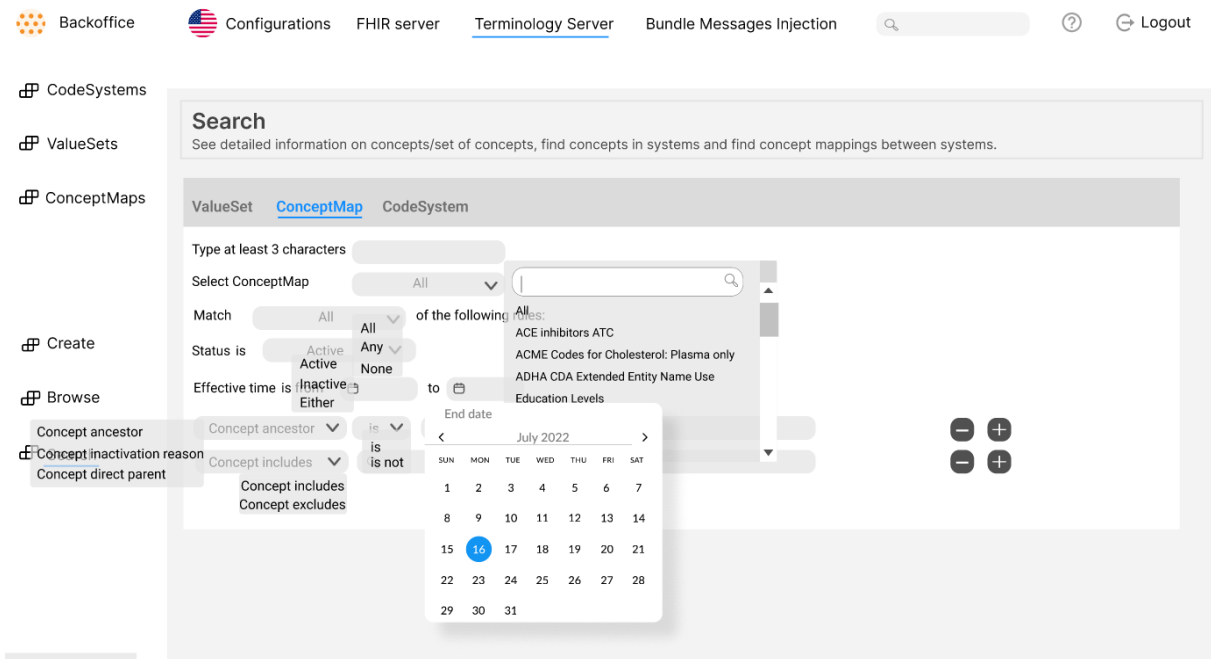 Backoffice
Configurations
FHIR server
Terminology Server
Bundle Messages Injection
Logout
CodeSystems
ValueSets
ConceptMaps
Create
Browse
Search
See detailed information on concepts/set of concepts, find concepts in systems and find concept mappings between systems.
ValueSet ConceptMap CodeSystem
Type at least 3 characters
Select ConceptMap All
Match All of the following rules:
Status is Active
Effective time is from to
Concept ancestor is
Concept includes
All
Any
None
Active
Inactive
Either
All
ACE inhibitors ATC
ACME Codes for Cholesterol: Plasma only
ADHA CDA Extended Entity Name Use
Education Levels
Concept ancestor
Concept inactivation reason
Concept direct parent
is
is not
Concept includes
Concept excludes
End date
July 2022
SUN MON TUE WED THU FRI SAT
1 2 3 4 5 6 7
8 9 10 11 12 13 14
15 16 17 18 19 20 21
22 23 24 25 26 27 28
29 30 31